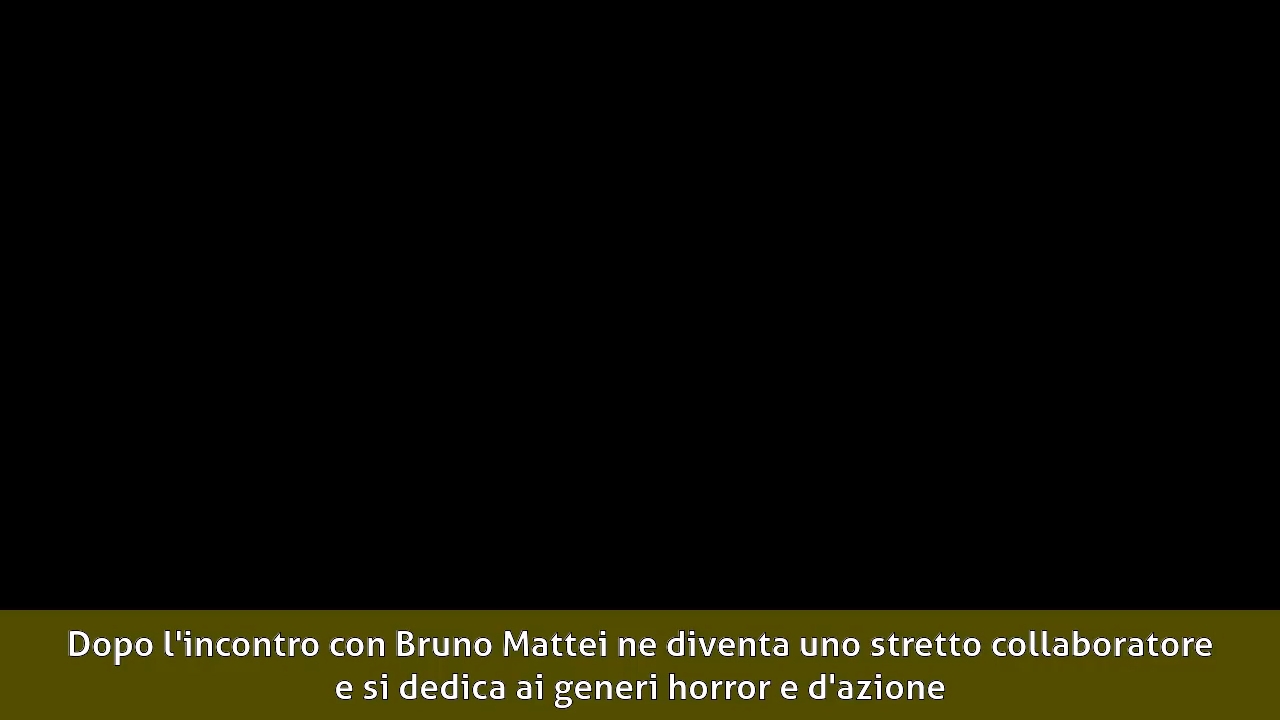 Dopo l'incontro con Bruno Mattei ne diventa uno stretto collaboratore
e si dedica ai generi horror e d'azione